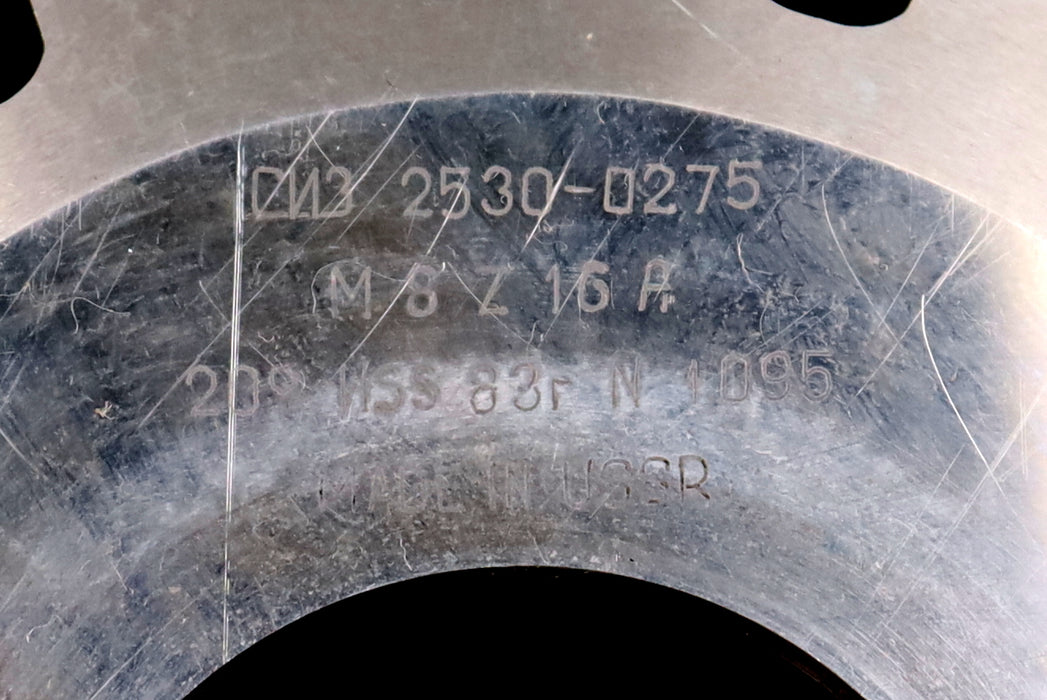 СИЗ 2530-0275
M 8 Z 16 A
20° HSS 83г N 1095
MADE IN USSR